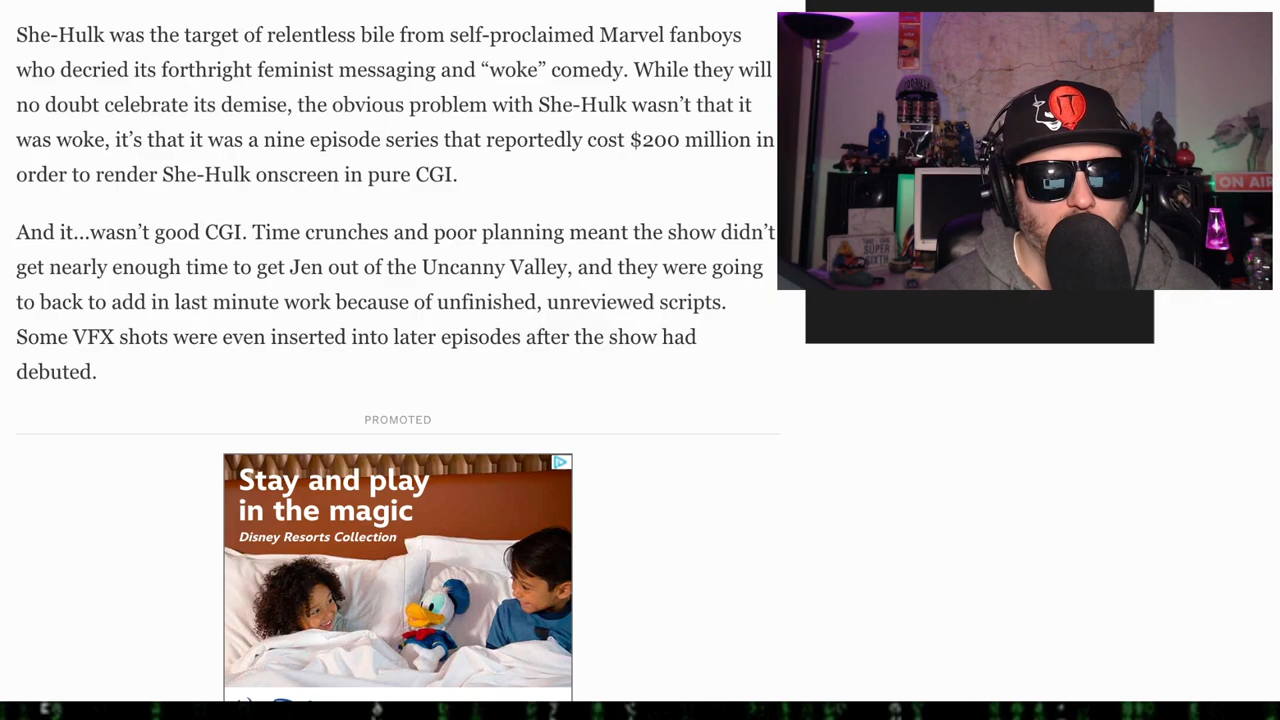 She-Hulk was the target of relentless bile from self-proclaimed Marvel fanboys
who decried its forthright feminist messaging and “woke” comedy. While they will
no doubt celebrate its demise, the obvious problem with She-Hulk wasn’t that it
was woke, it’s that it was a nine episode series that reportedly cost $200 million in
order to render She-Hulk onscreen in pure CGI.
And it…wasn’t good CGI. Time crunches and poor planning meant the show didn’t
get nearly enough time to get Jen out of the Uncanny Valley, and they were going
to back to add in last minute work because of unfinished, unreviewed scripts.
Some VFX shots were even inserted into later episodes after the show had
debuted.
PROMOTED
Stay and play
in the magic
Disney Resorts Collection
IT
ON AIR
SUPER
SIXTH